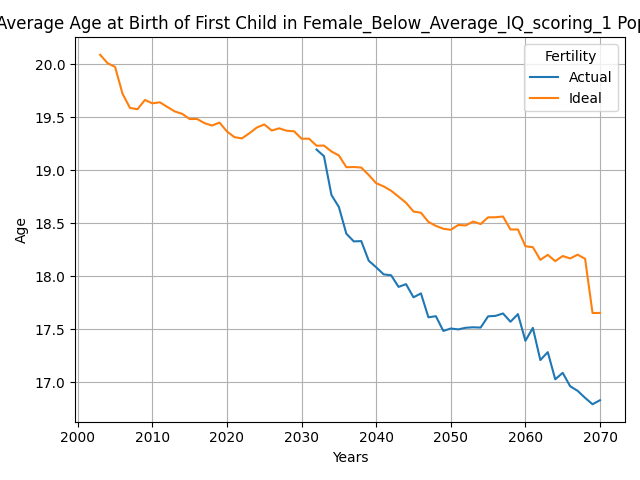 Average Age at Birth of First Child in Female_Below_Average_IQ_scoring_1 Pop
Fertility
Actual
Ideal
20.0
19.5
19.0
18.5
18.0
17.5
17.0
Age
2000 2010 2020 2030 2040 2050 2060 2070
Years